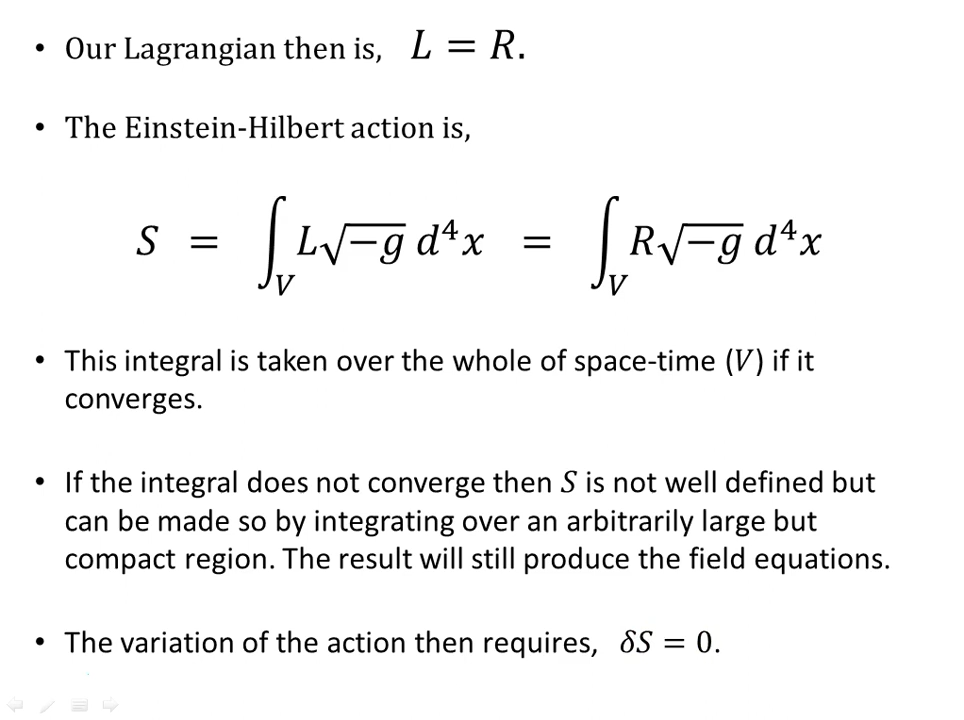 • Our Lagrangian then is, L = R.
• The Einstein-Hilbert action is,
S = ∫_V L√−g d⁴x = ∫_V R√−g d⁴x
• This integral is taken over the whole of space-time (V) if it
converges.
• If the integral does not converge then S is not well defined but
can be made so by integrating over an arbitrarily large but
compact region. The result will still produce the field equations.
• The variation of the action then requires, δS = 0.